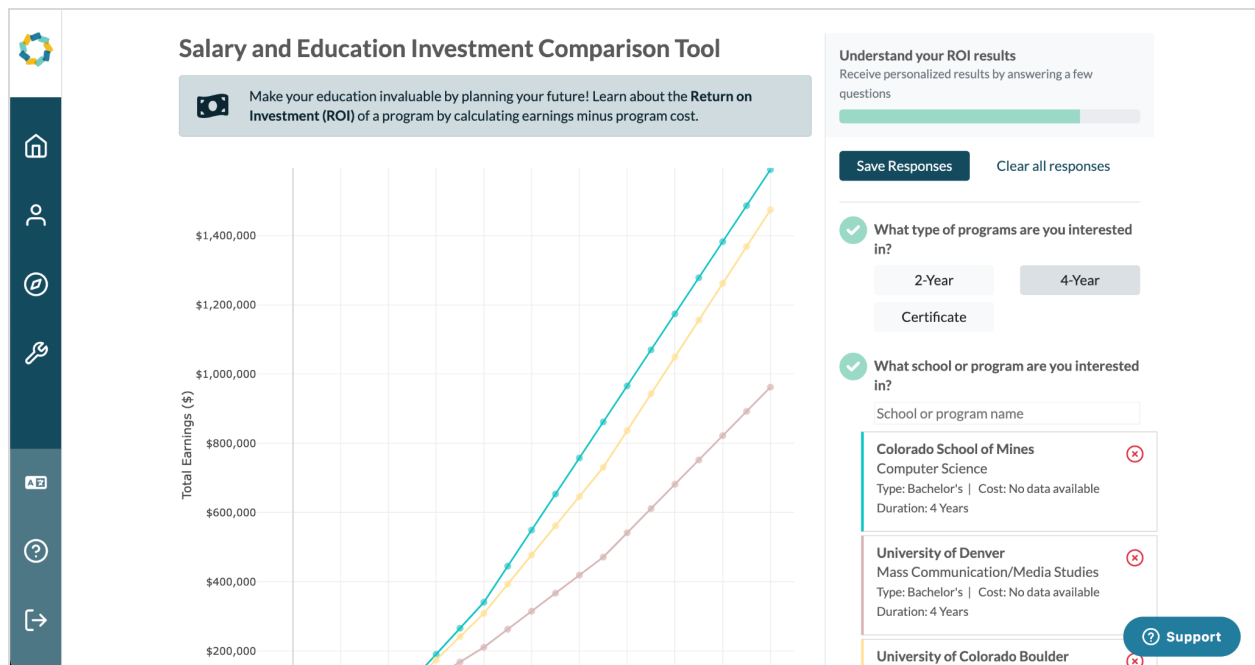 Salary and Education Investment Comparison Tool
Make your education invaluable by planning your future! Learn about the Return on
Investment (ROI) of a program by calculating earnings minus program cost.
Total Earnings ($)
$1,400,000
$1,200,000
$1,000,000
$800,000
$600,000
$400,000
$200,000
Understand your ROI results
Receive personalized results by answering a few
questions
Save Responses
Clear all responses
What type of programs are you interested
in?
2-Year
4-Year
Certificate
What school or program are you interested
in?
School or program name
Colorado School of Mines
Computer Science
Type: Bachelor's | Cost: No data available
Duration: 4 Years
University of Denver
Mass Communication/Media Studies
Type: Bachelor's | Cost: No data available
Duration: 4 Years
University of Colorado Boulder
Support